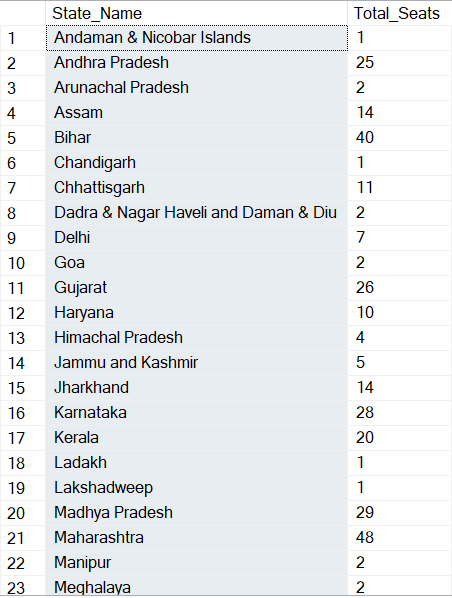 State_Name Total_Seats
1 Andaman & Nicobar Islands 1
2 Andhra Pradesh 25
3 Arunachal Pradesh 2
4 Assam 14
5 Bihar 40
6 Chandigarh 1
7 Chhattisgarh 11
8 Dadra & Nagar Haveli and Daman & Diu 2
9 Delhi 7
10 Goa 2
11 Gujarat 26
12 Haryana 10
13 Himachal Pradesh 4
14 Jammu and Kashmir 5
15 Jharkhand 14
16 Karnataka 28
17 Kerala 20
18 Ladakh 1
19 Lakshadweep 1
20 Madhya Pradesh 29
21 Maharashtra 48
22 Manipur 2
23 Meghalaya 2